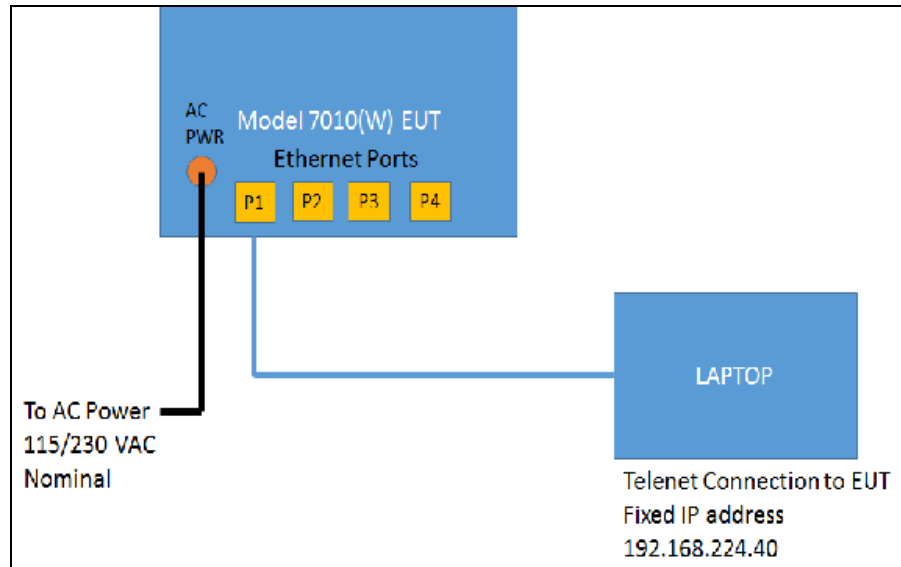 AC
PWR
Model 7010(W) EUT
Ethernet Ports
P1 P2 P3 P4
LAPTOP
To AC Power
115/230 VAC
Nominal
Telenet Connection to EUT
Fixed IP address
192.168.224.40